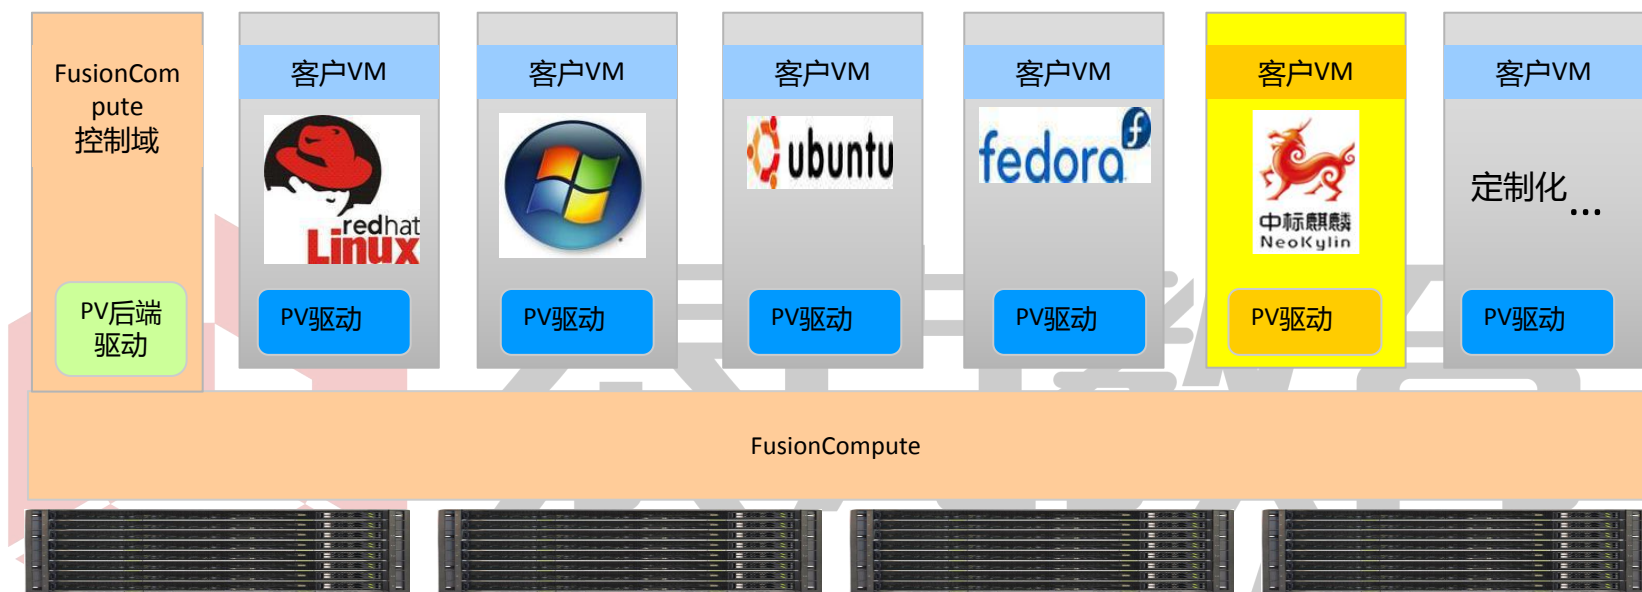 FusionCom
pute
控制域
PV后端
驱动
客户VM
redhat
Linux
PV驱动
客户VM
PV驱动
客户VM
ubuntu
PV驱动
客户VM
fedora
PV驱动
客户VM
中标麒麟
NeoKylin
PV驱动
客户VM
定制化...
PV驱动
FusionCompute